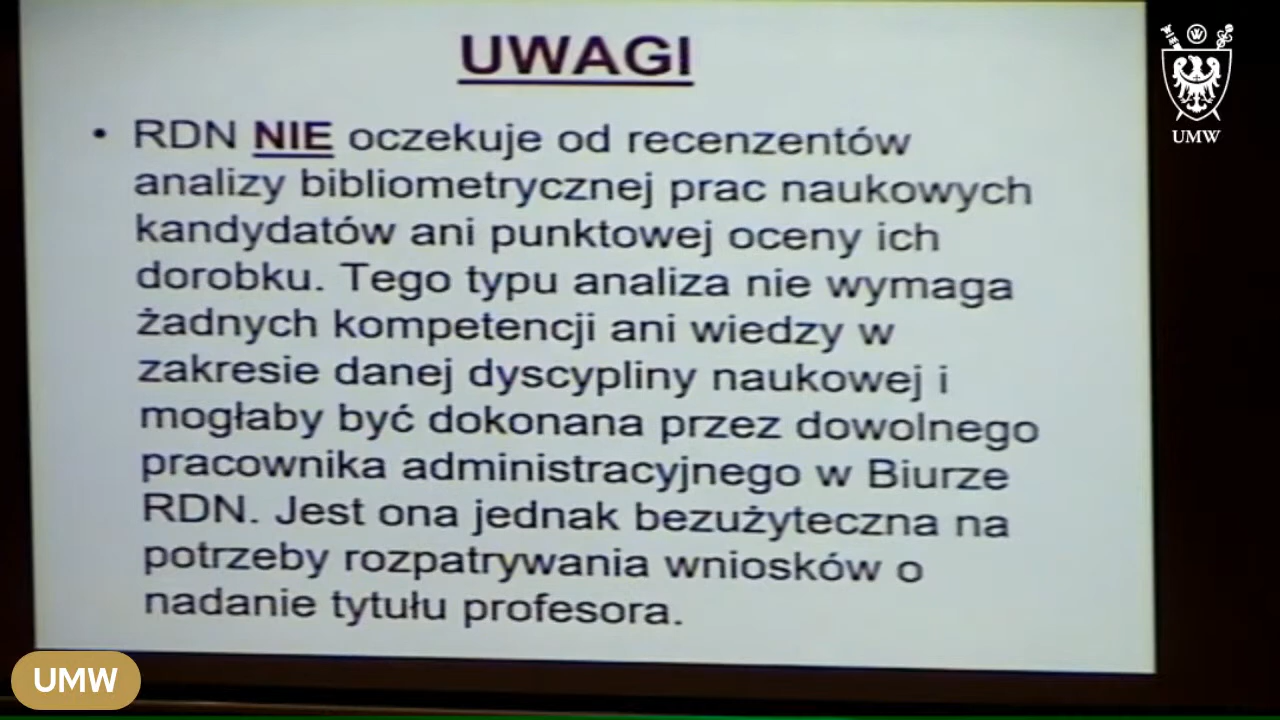 UWAGI
• RDN NIE oczekuje od recenzentów
analizy bibliometrycznej prac naukowych
kandydatów ani punktowej oceny ich
dorobku. Tego typu analiza nie wymaga
żadnych kompetencji ani wiedzy w
zakresie danej dyscypliny naukowej i
mogłaby być dokonana przez dowolnego
pracownika administracyjnego w Biurze
RDN. Jest ona jednak bezużyteczna na
potrzeby rozpatrywania wniosków o
nadanie tytułu profesora.
W
UMW
UMW